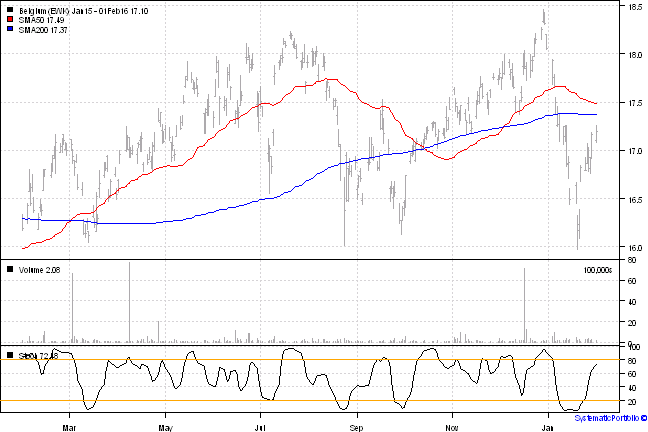 Belgium (EWK) Jan 15 - 01Feb16 17.10
SMA50 17.49
SMA200 17.37
18.5
18.0
17.5
17.0
16.5
16.0
Volume 2.08
100,000s
80
60
40
20
0
100
80
60
40
20
Mar May Jul Sep Nov Jan
SystematicPortfolio ©